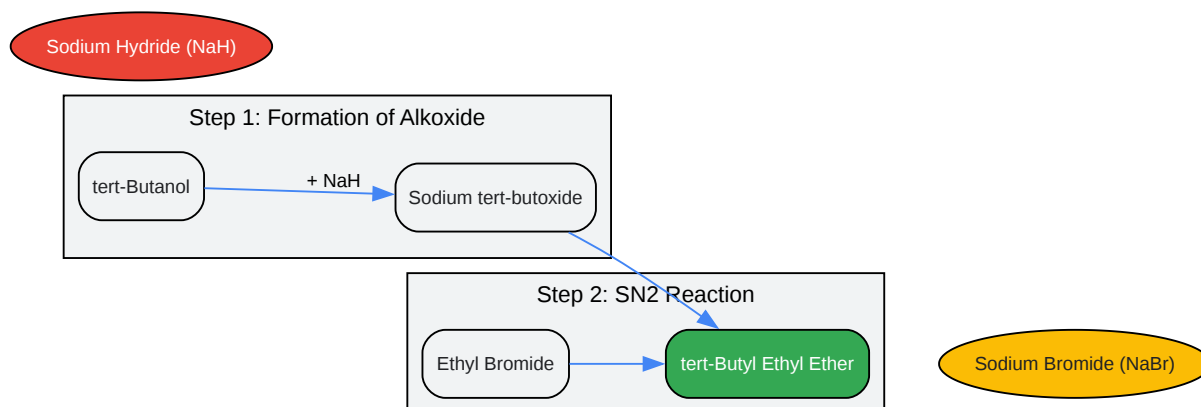 Sodium Hydride (NaH)
Step 1: Formation of Alkoxide
tert-Butanol
+ NaH
Sodium tert-butoxide
Step 2: SN2 Reaction
Ethyl Bromide
tert-Butyl Ethyl Ether
Sodium Bromide (NaBr)